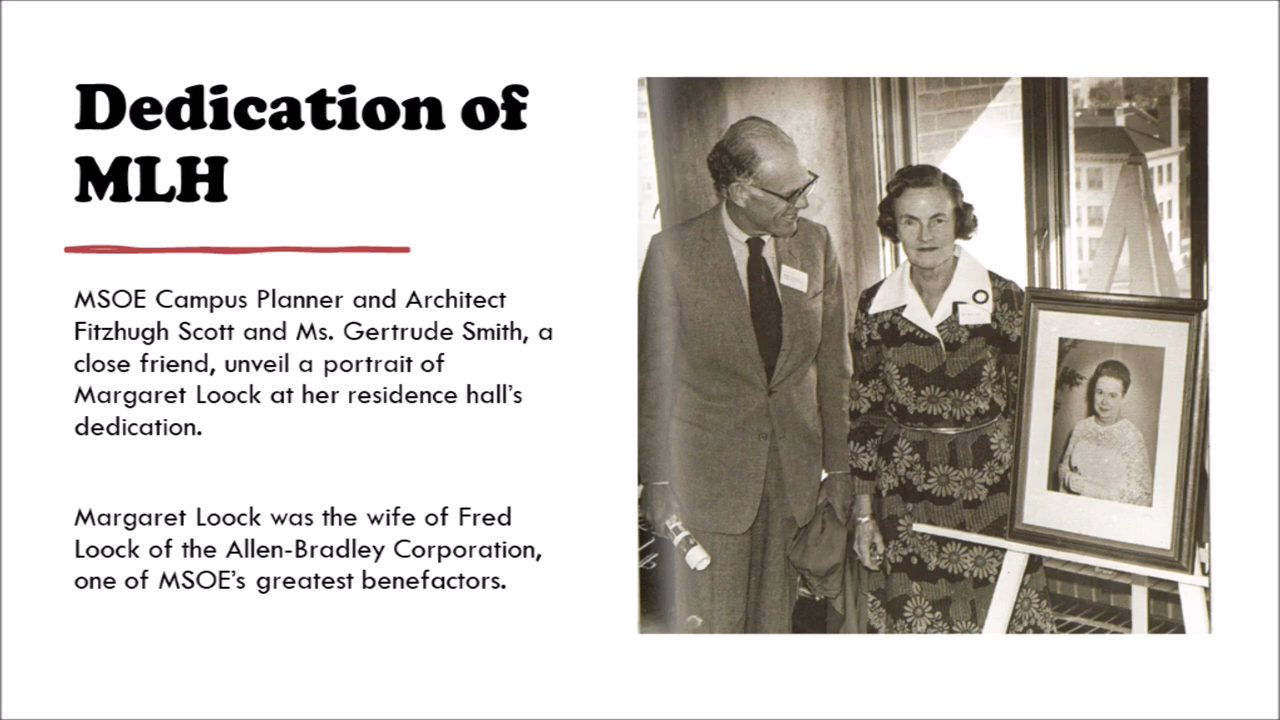 Dedication of
MLH
MSOE Campus Planner and Architect
Fitzhugh Scott and Ms. Gertrude Smith, a
close friend, unveil a portrait of
Margaret Loock at her residence hall’s
dedication.
Margaret Loock was the wife of Fred
Loock of the Allen-Bradley Corporation,
one of MSOE’s greatest benefactors.